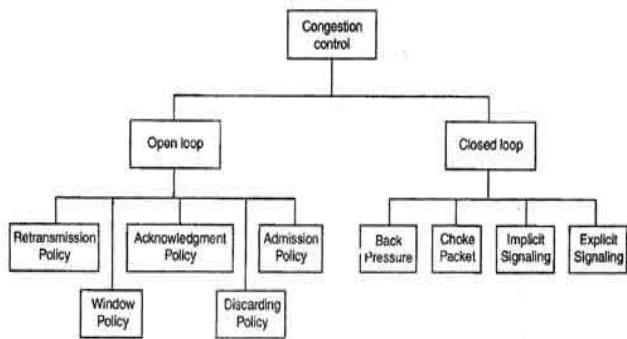 Congestion
control
Open loop
Closed loop
Retransmission
Policy
Acknowledgment
Policy
Admission
Policy
Back
Pressure
Choke
Packet
Implicit
Signaling
Explicit
Signaling
Window
Policy
Discarding
Policy